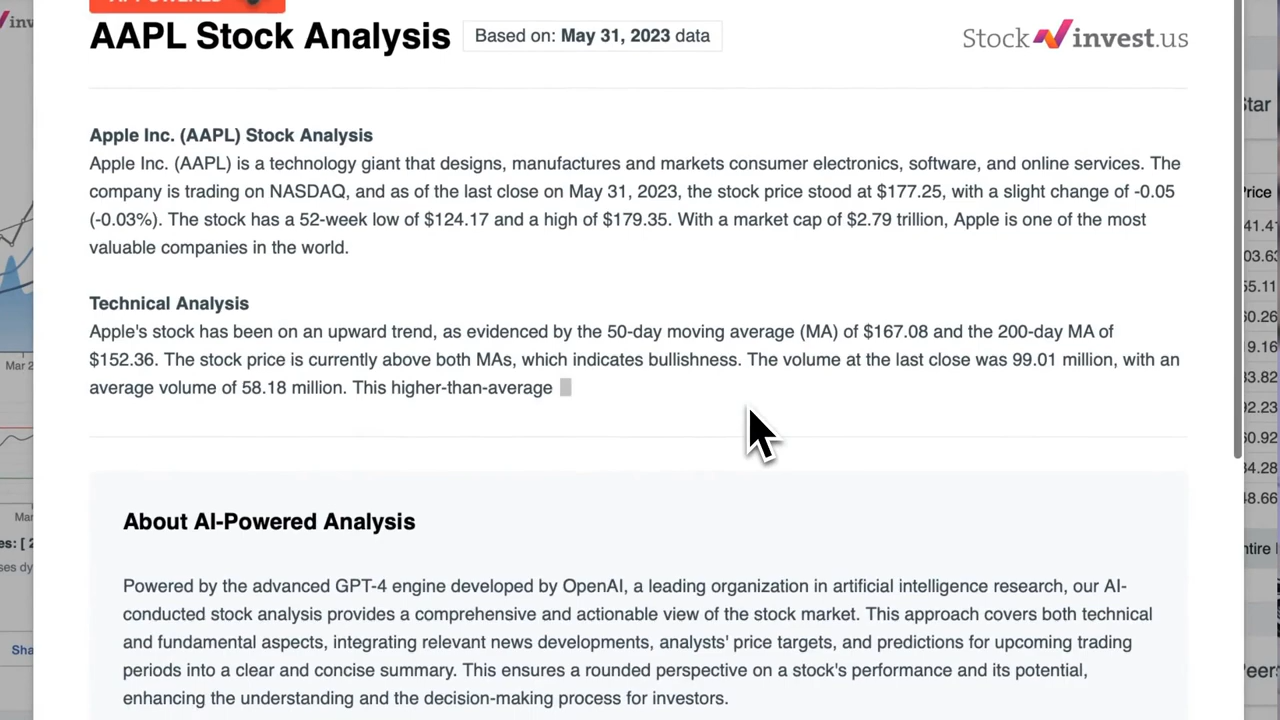 AAPL Stock Analysis
Based on: May 31, 2023 data
Stock invest.us
Apple Inc. (AAPL) Stock Analysis
Apple Inc. (AAPL) is a technology giant that designs, manufactures and markets consumer electronics, software, and online services. The
company is trading on NASDAQ, and as of the last close on May 31, 2023, the stock price stood at $177.25, with a slight change of -0.05
(-0.03%). The stock has a 52-week low of $124.17 and a high of $179.35. With a market cap of $2.79 trillion, Apple is one of the most
valuable companies in the world.
Technical Analysis
Apple's stock has been on an upward trend, as evidenced by the 50-day moving average (MA) of $167.08 and the 200-day MA of
$152.36. The stock price is currently above both MAs, which indicates bullishness. The volume at the last close was 99.01 million, with an
average volume of 58.18 million. This higher-than-average
About AI-Powered Analysis
Powered by the advanced GPT-4 engine developed by OpenAI, a leading organization in artificial intelligence research, our AI-
conducted stock analysis provides a comprehensive and actionable view of the stock market. This approach covers both technical
and fundamental aspects, integrating relevant news developments, analysts' price targets, and predictions for upcoming trading
periods into a clear and concise summary. This ensures a rounded perspective on a stock's performance and its potential,
enhancing the understanding and the decision-making process for investors.